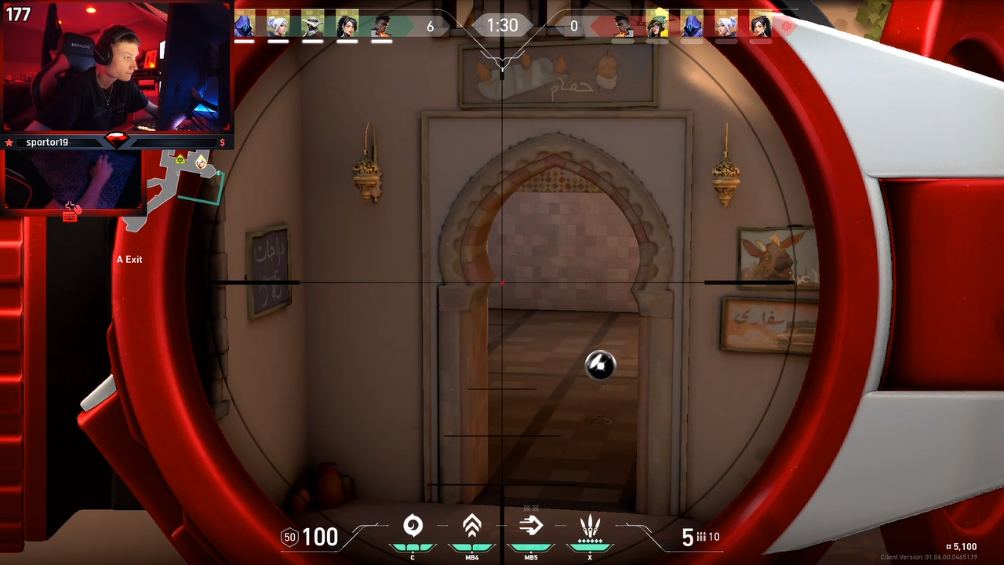 177
6
1:30
0
حمام
spartor19
$
A Exit
50
100
C
MB4
MB5
X
5
10
5,100
Client Version: 01.06.00.0465139